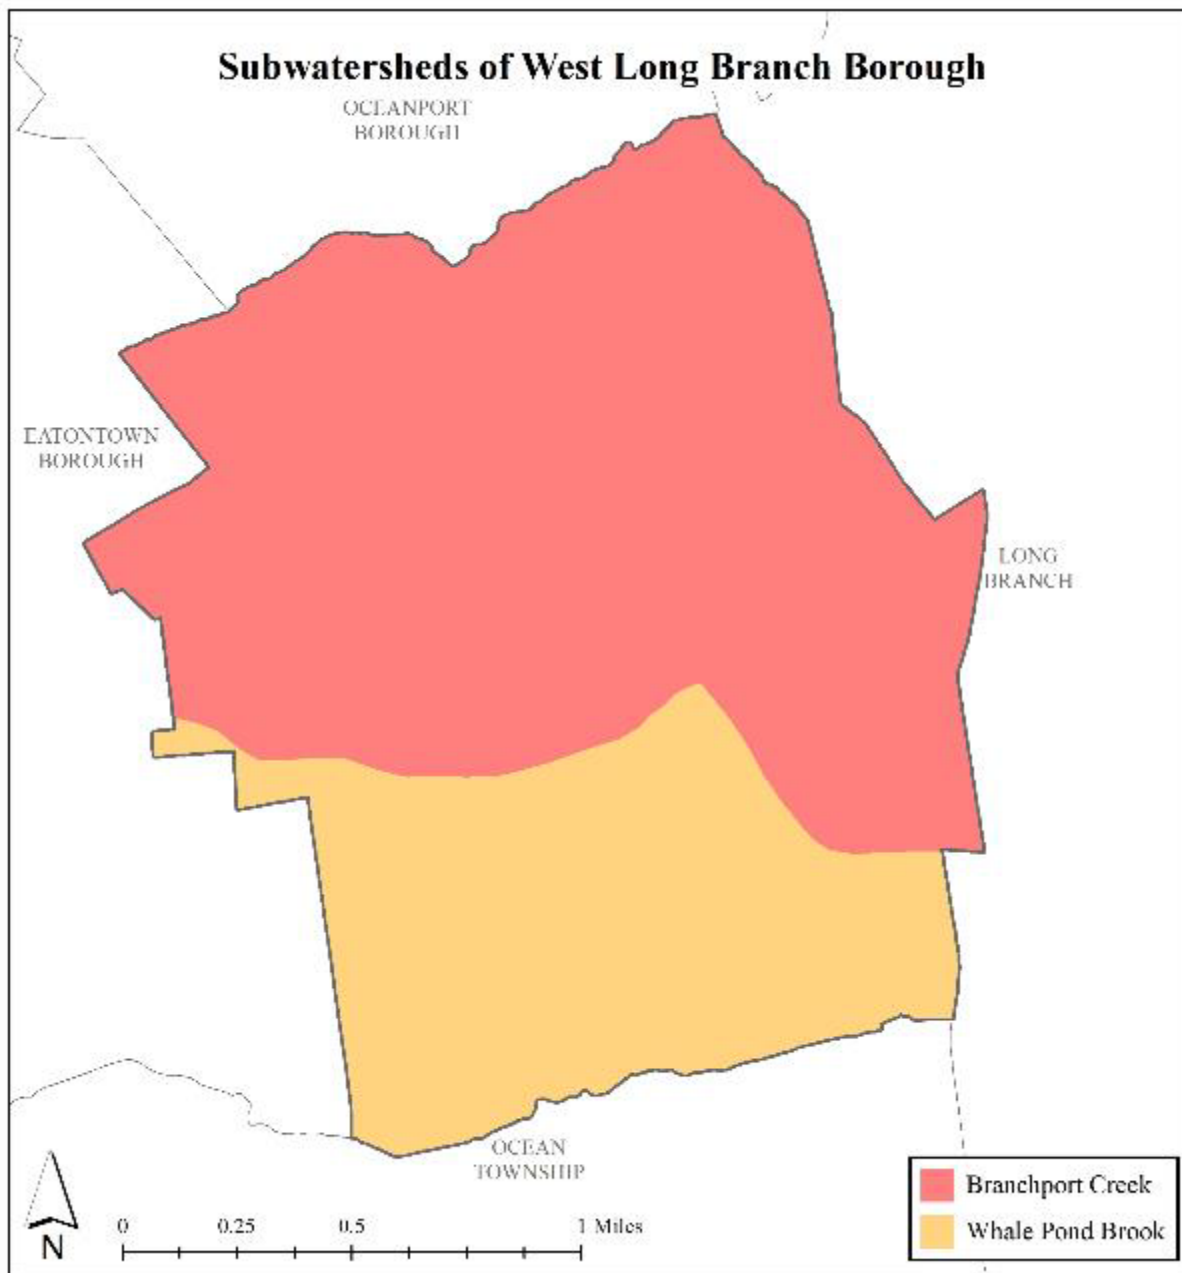 Subwatersheds of West Long Branch Borough
OCEANPORT
BOROUGH
EATONTOWN
BOROUGH
LONG
BRANCH
OCEAN
TOWNSHIP
Branchport Creek
Whale Pond Brook
N
0 0.25 0.5 1 Miles